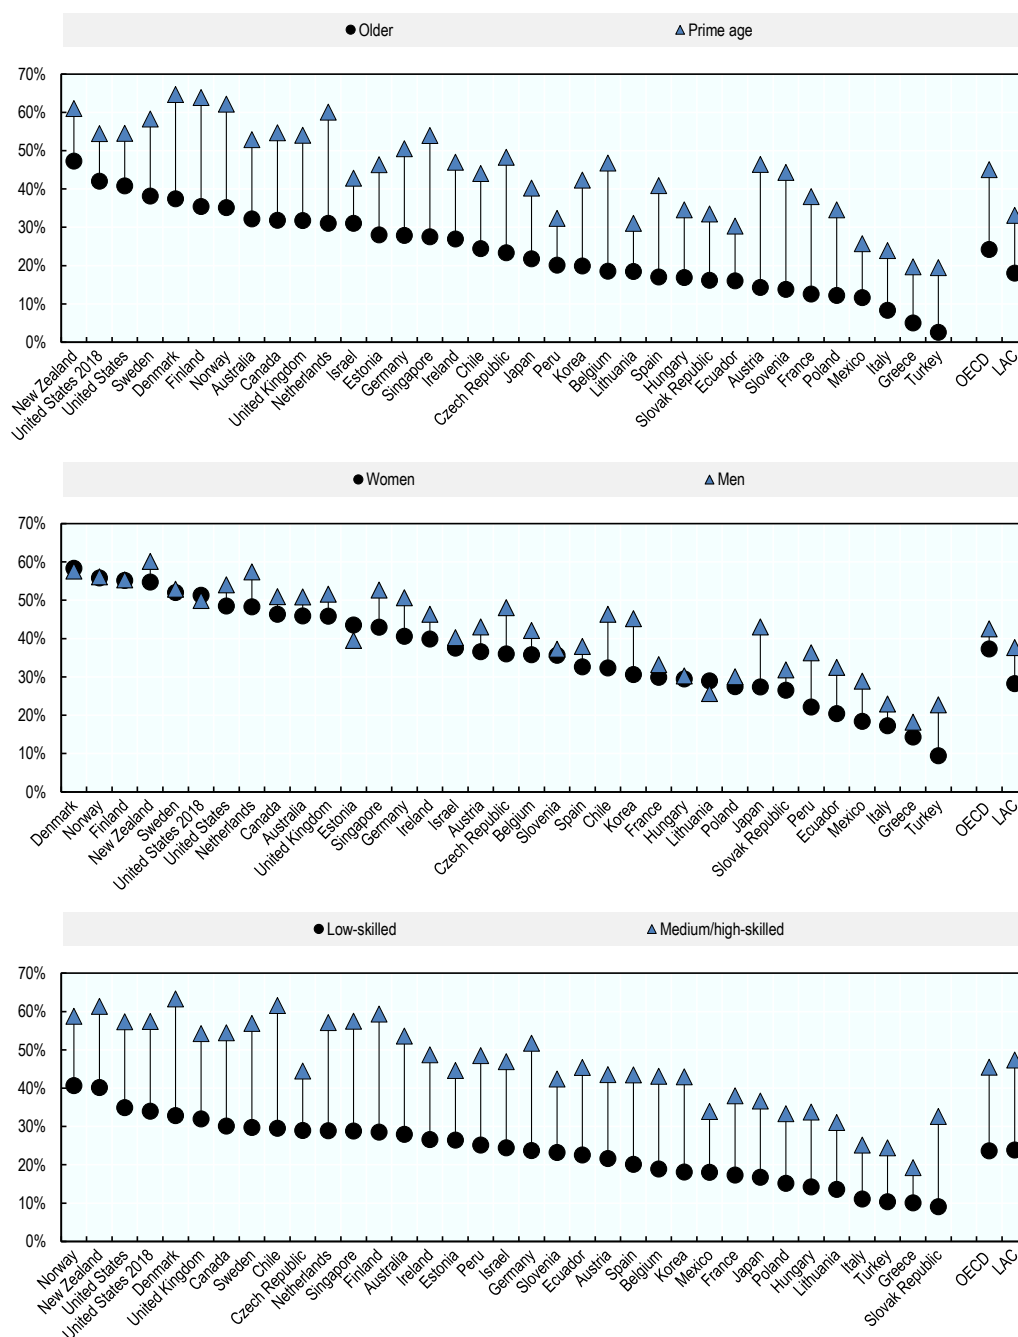 Older Prime age
70%
60%
50%
40%
30%
20%
10%
0%
New Zealand
United States 2018
United States
Sweden
Denmark
Finland
Norway
Australia
Canada
United Kingdom
Netherlands
Israel
Estonia
Germany
Singapore
Ireland
Chile
Czech Republic
Japan
Peru
Korea
Belgium
Lithuania
Spain
Hungary
Slovak Republic
Ecuador
Austria
Slovenia
France
Poland
Mexico
Italy
Greece
Turkey
OECD
LAC
Women Men
70%
60%
50%
40%
30%
20%
10%
0%
Denmark
Norway
Finland
New Zealand
Sweden
United States 2018
United States
Netherlands
Canada
Australia
United Kingdom
Estonia
Singapore
Germany
Ireland
Israel
Austria
Czech Republic
Belgium
Slovenia
Spain
Chile
Korea
France
Hungary
Lithuania
Poland
Japan
Slovak Republic
Peru
Ecuador
Mexico
Italy
Greece
Turkey
OECD
LAC
Low-skilled Medium/high-skilled
70%
60%
50%
40%
30%
20%
10%
0%
Norway
New Zealand
United States
United States 2018
Denmark
United Kingdom
Canada
Sweden
Chile
Czech Republic
Netherlands
Singapore
Finland
Australia
Ireland
Estonia
Peru
Israel
Germany
Slovenia
Ecuador
Austria
Spain
Belgium
Korea
Mexico
France
Japan
Poland
Hungary
Lithuania
Italy
Turkey
Greece
Slovak Republic
OECD
LAC